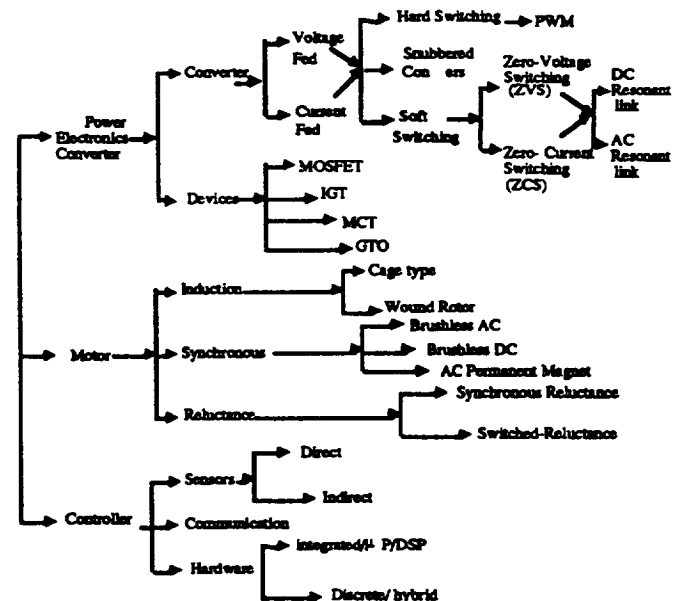 Hard Switching
PWM
Voltage
Fed
Snubbered
Con ers
Zero-Voltage
Switching
(ZVS)
DC
Resonant
link
Converter
Current
Fed
Soft
Switching
Power
Electronics
Converter
Zero- Current
Switching
(ZCS)
AC
Resonant
link
Devices
MOSFET
IGT
MCT
GTO
Induction
Cage type
Wound Rotor
Motor
Synchronous
Brushless AC
Brushless DC
AC Permanent Magnet
Reluctance
Synchronous Reluctance
Switched-Reluctance
Controller
Sensors
Direct
Indirect
Communication
Hardware
Integrated/μ P/DSP
Discrete/ hybrid